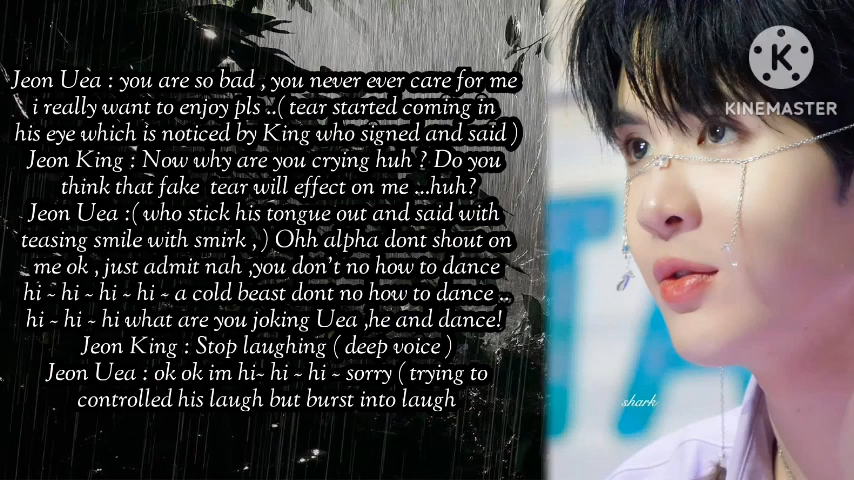 Jeon Uea : you are so bad , you never ever care for me
i really want to enjoy pls ..( tear started coming in
his eye which is noticed by King who signed and said )
Jeon King : Now why are you crying huh ? Do you
think that fake tear will effect on me ...huh?
Jeon Uea :( who stick his tongue out and said with
teasing smile with smirk , ) Ohh alpha dont shout on
me ok , just admit nah ,you don't no how to dance
hi ~ hi ~ hi ~ hi ~ a cold beast dont no how to dance ..
hi ~ hi ~ hi what are you joking Uea ,he and dance!
Jeon King : Stop laughing ( deep voice )
Jeon Uea : ok ok im hi~ hi ~ hi ~ sorry ( trying to
controlled his laugh but burst into laugh
K
KINEMASTER
shark